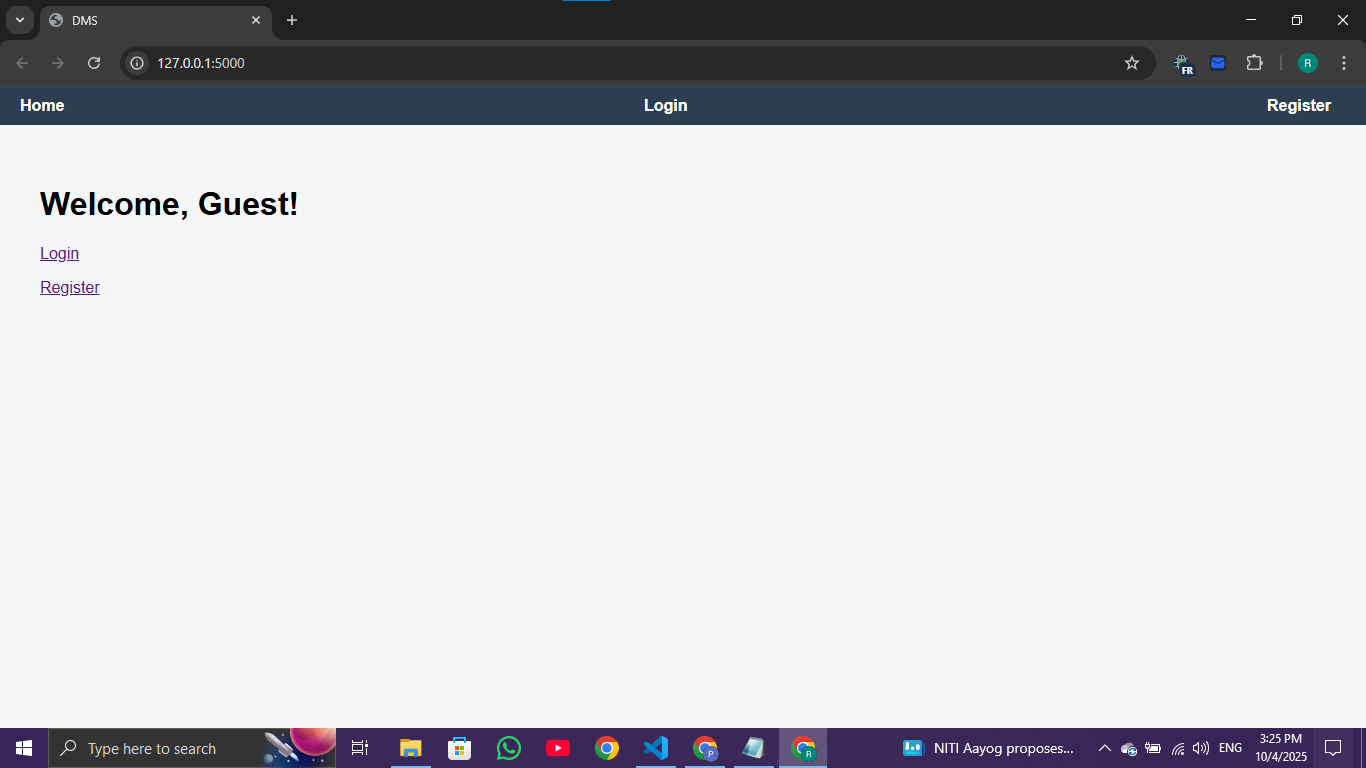 DMS
127.0.0.1:5000
FR
R
Home Login Register
Welcome, Guest!
Login
Register
Type here to search
P
R
NITI Aayog proposes...
ENG
3:25 PM
10/4/2025